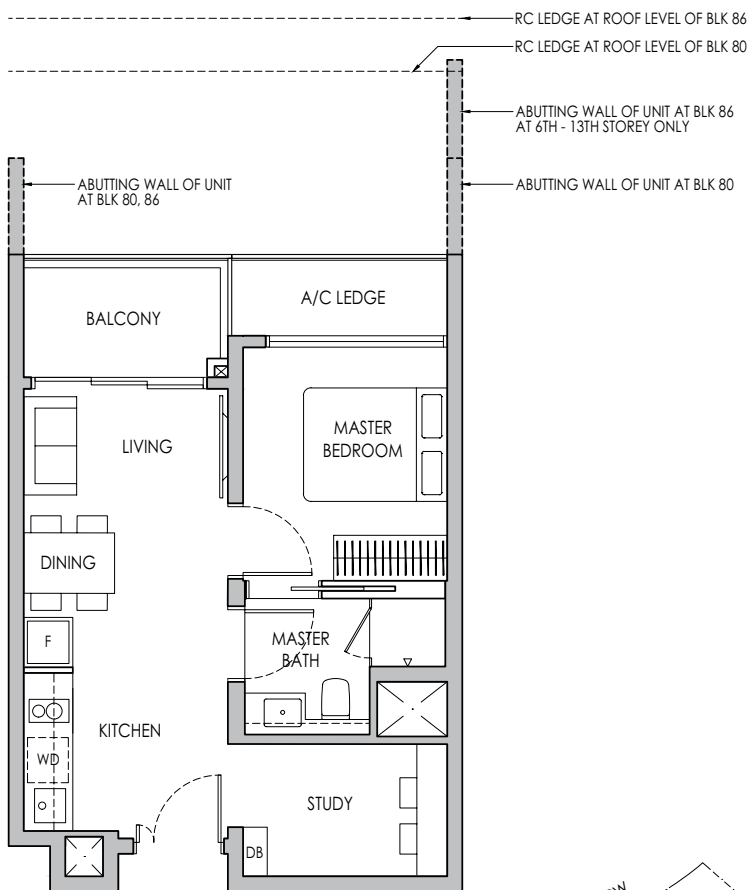 RC LEDGE AT ROOF LEVEL OF BLK 86
RC LEDGE AT ROOF LEVEL OF BLK 80
ABUTTING WALL OF UNIT AT BLK 86
AT 6TH - 13TH STOREY ONLY
ABUTTING WALL OF UNIT
AT BLK 80, 86
ABUTTING WALL OF UNIT AT BLK 80
A/C LEDGE
BALCONY
MASTER
BEDROOM
LIVING
DINING
F
MASTER
BATH
KITCHEN
WD
STUDY
DB